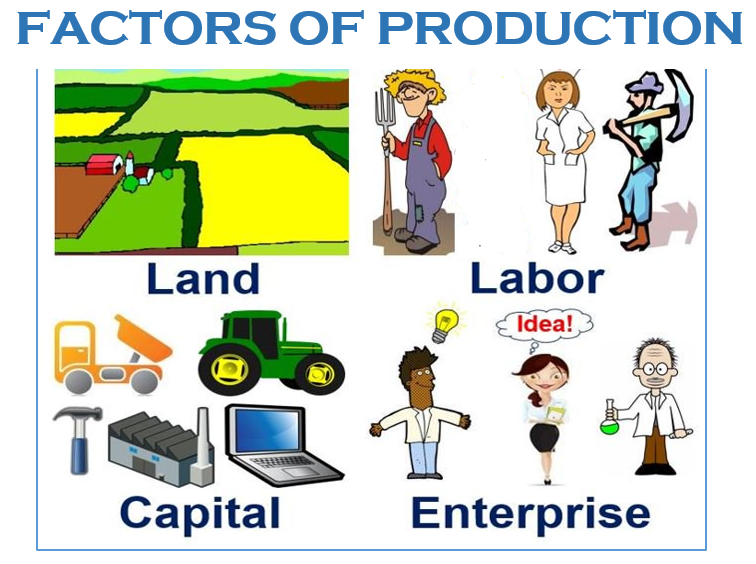 FACTORS OF PRODUCTION
Land
Labor
Idea!
Capital
Enterprise